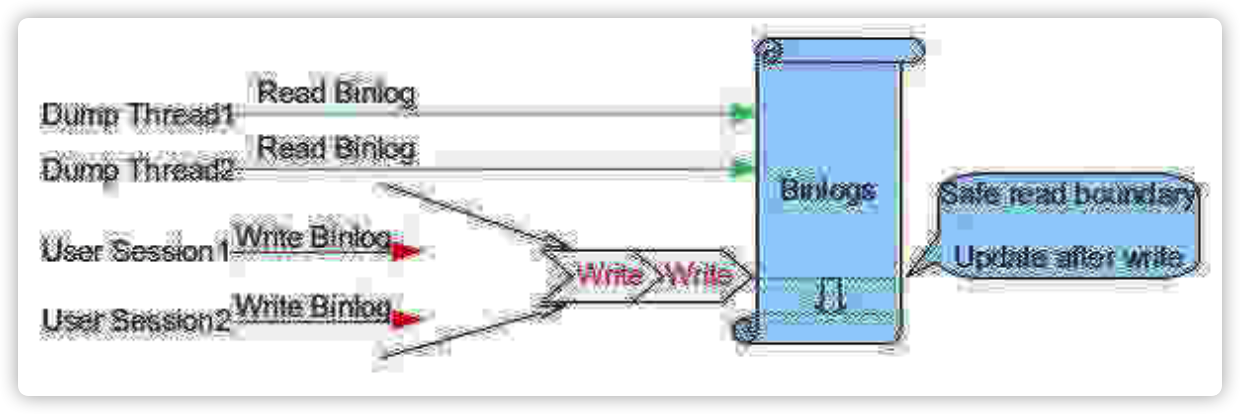 Read Binlog
Dump Thread1
Read Binlog
Dump Thread2
Binlogs
Safe read boundary
Update after write
Write Binlog
User Session1
Write Write
Write Binlog
User Session2